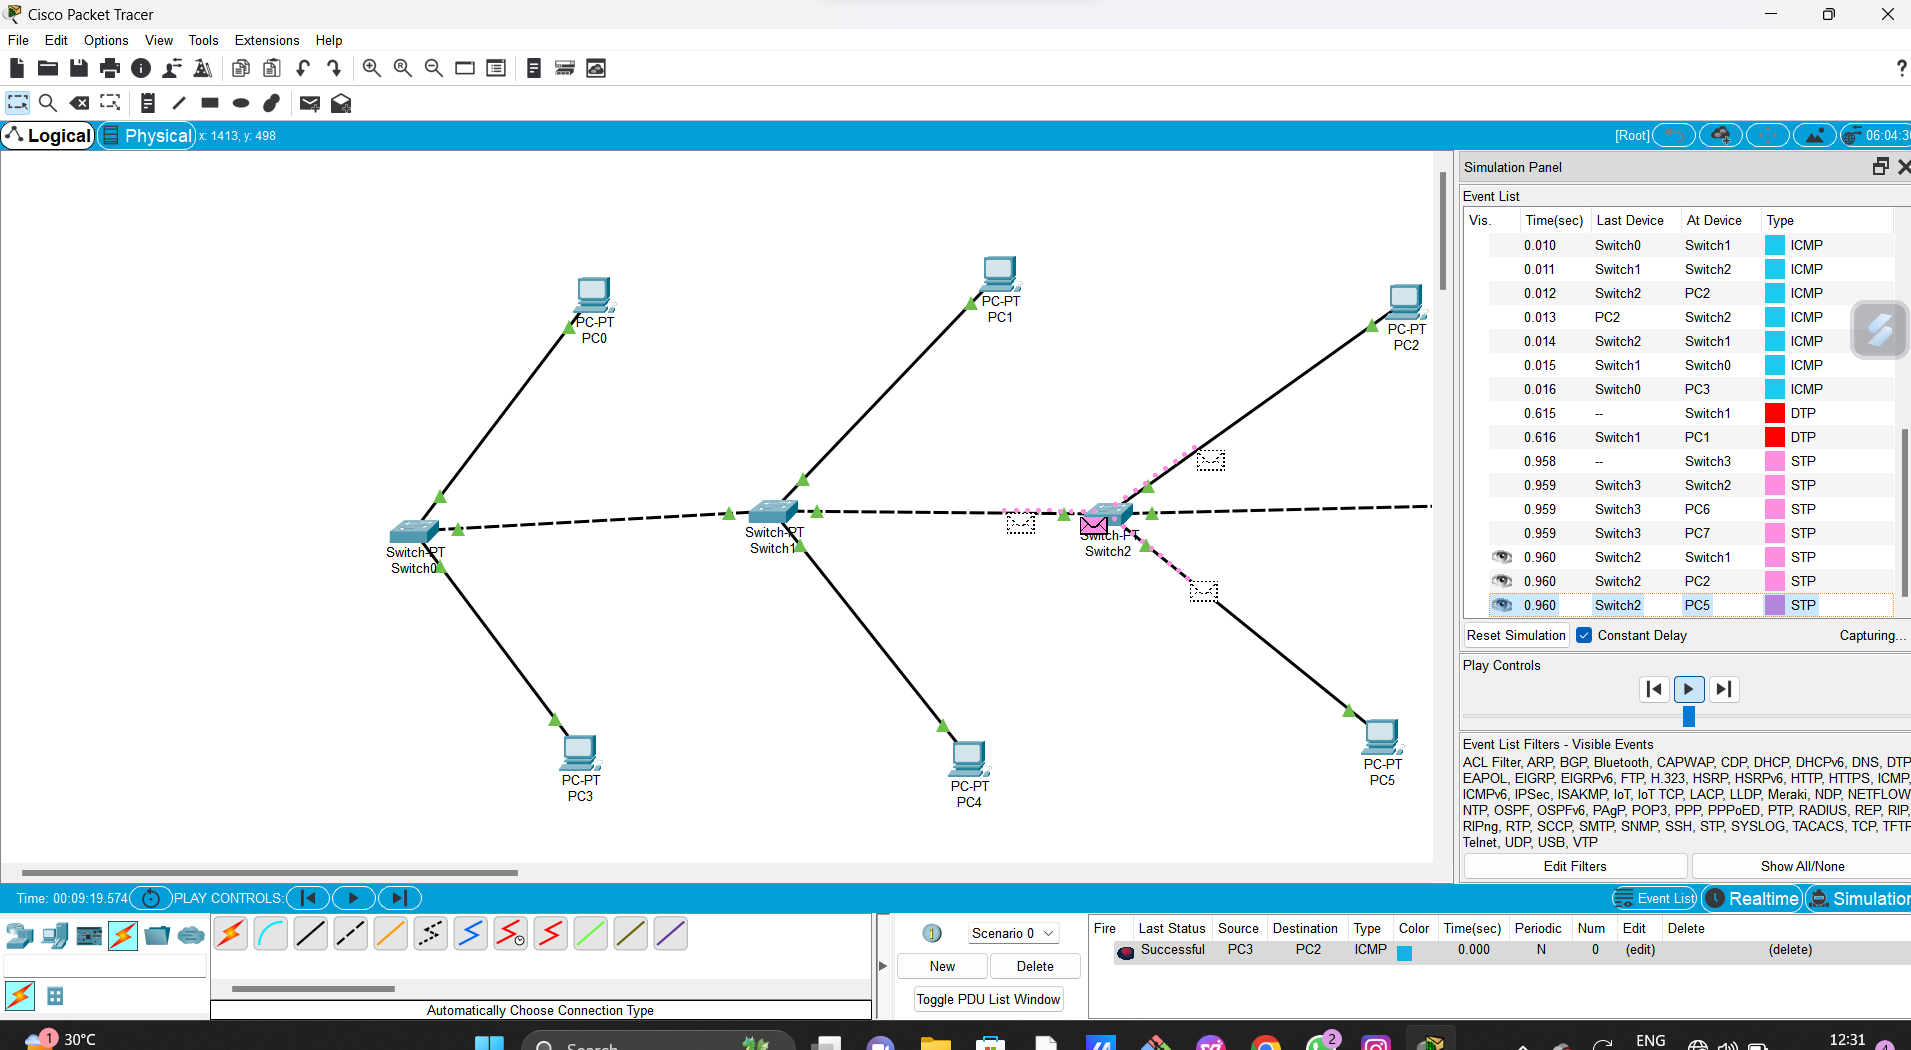 Cisco Packet Tracer
File Edit Options View Tools Extensions Help
?
Logical Physical x: 1413, y: 498 [Root] 06:04:30
PC-PT
PC0
PC-PT
PC1
PC-PT
PC2
Switch-PT
Switch0
Switch-PT
Switch1
Switch-PT
Switch2
PC-PT
PC3
PC-PT
PC4
PC-PT
PC5
Simulation Panel
Event List
Vis. Time(sec) Last Device At Device Type
0.010 Switch0 Switch1 ICMP
0.011 Switch1 Switch2 ICMP
0.012 Switch2 PC2 ICMP
0.013 PC2 Switch2 ICMP
0.014 Switch2 Switch1 ICMP
0.015 Switch1 Switch0 ICMP
0.016 Switch0 PC3 ICMP
0.615 -- Switch1 DTP
0.616 Switch1 PC1 DTP
0.958 -- Switch3 STP
0.959 Switch3 Switch2 STP
0.959 Switch3 PC6 STP
0.959 Switch3 PC7 STP
0.960 Switch2 Switch1 STP
0.960 Switch2 PC2 STP
0.960 Switch2 PC5 STP
Reset Simulation Constant Delay Capturing...
Play Controls
Event List Filters - Visible Events
ACL Filter, ARP, BGP, Bluetooth, CAPWAP, CDP, DHCP, DHCPv6, DNS, DTP
EAPOL, EIGRP, EIGRPv6, FTP, H.323, HSRP, HSRPv6, HTTP, HTTPS, ICMP,
ICMPv6, IPSec, ISAKMP, IoT, IoT TCP, LACP, LLDP, Meraki, NDP, NETFLOW
NTP, OSPF, OSPFv6, PAgP, POP3, PPP, PPPoED, PTP, RADIUS, REP, RIP,
RIPng, RTP, SCCP, SMTP, SNMP, SSH, STP, SYSLOG, TACACS, TCP, TFTP
Telnet, UDP, USB, VTP
Edit Filters Show All/None
Time: 00:09:19.574 PLAY CONTROLS: Event List Realtime Simulation
Scenario 0
New Delete
Toggle PDU List Window
Automatically Choose Connection Type
Fire Last Status Source Destination Type Color Time(sec) Periodic Num Edit Delete
Successful PC3 PC2 ICMP 0.000 N 0 (edit) (delete)
1 30°C Search 2 ENG 12:31 4